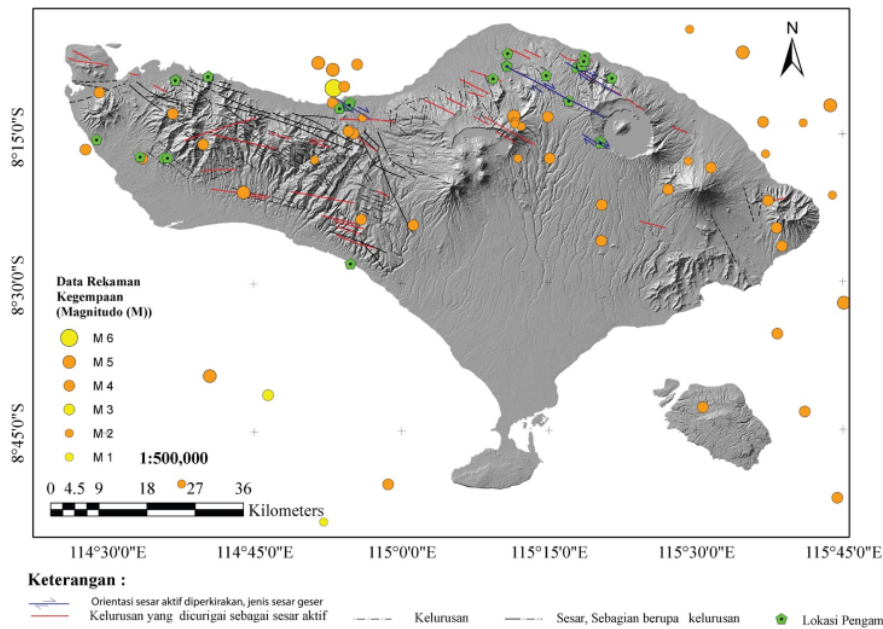 N
8°15'0"S
8°30'0"S
8°45'0"S
Data Rekaman
Kegempaan
(Magnitudo (M))
M 6
M 5
M 4
M 3
M 2
M 1
1:500,000
0 4.5 9 18 27 36
Kilometers
114°30'0"E 114°45'0"E 115°0'0"E 115°15'0"E 115°30'0"E 115°45'0"E
Keterangan :
Orientasi sesar aktif diperkirakan, jenis sesar geser
Kelurusan yang dicurigai sebagai sesar aktif
Kelurusan
Sesar, Sebagian berupa kelurusan
Lokasi Pengam